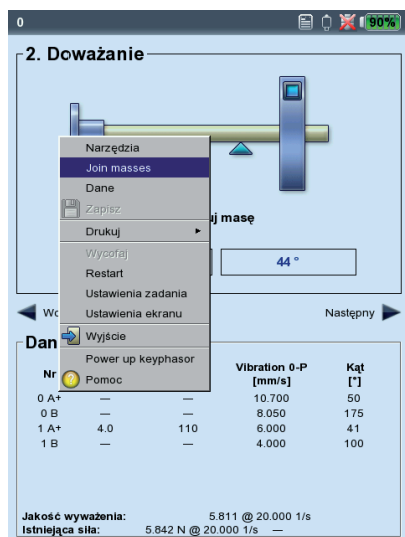 0 90%
2. Doważanie
Narzędzia
Join masses
Dane
Zapisz
uj masę
Drukuj
Wycofaj
44 °
Restart
Ustawienia zadania
Ustawienia ekranu
Następny
Wyjście
Dan
Power up keyphasor
Pomoc
Nr Vibration 0-P Kąt
[mm/s] [°]
0 A+ — — 10.700 50
0 B — — 8.050 175
1 A+ 4.0 110 6.000 41
1 B — — 4.000 100
Jakość wyważenia: 5.811 @ 20.000 1/s
Istniejąca siła: 5.842 N @ 20.000 1/s —